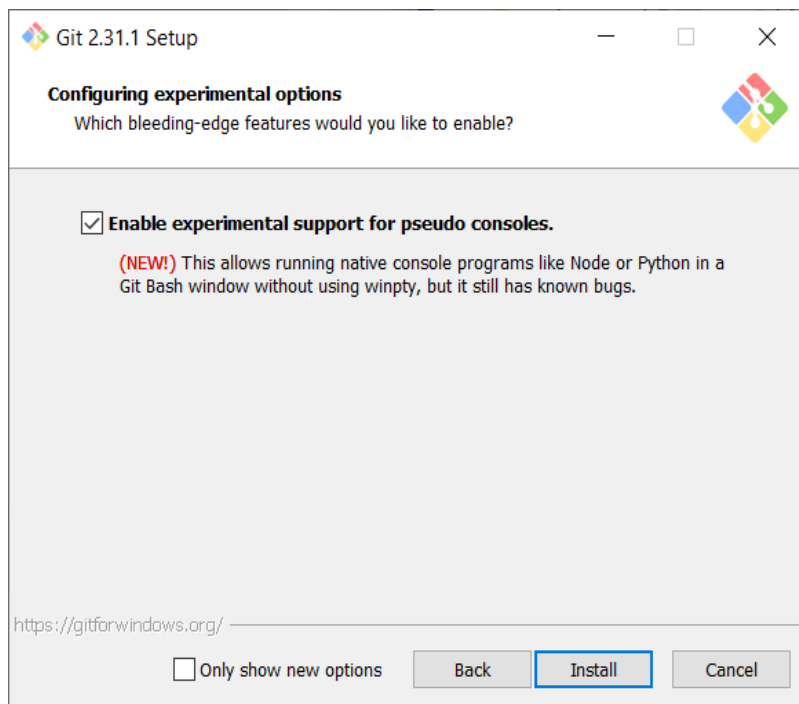 Git 2.31.1 Setup
Configuring experimental options
Which bleeding-edge features would you like to enable?
Enable experimental support for pseudo consoles.
(NEW!) This allows running native console programs like Node or Python in a
Git Bash window without using winpty, but it still has known bugs.
https://gitforwindows.org/
Only show new options
Back
Install
Cancel